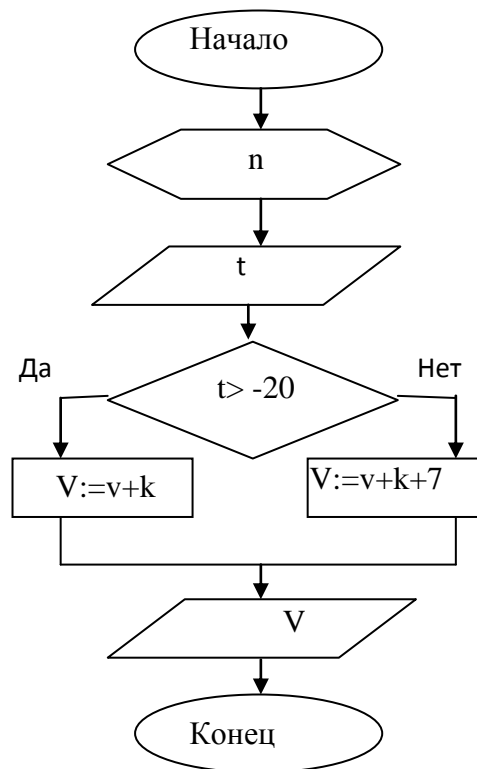 Начало
n
t
Да
t> -20
Нет
V:=v+k
V:=v+k+7
V
Конец